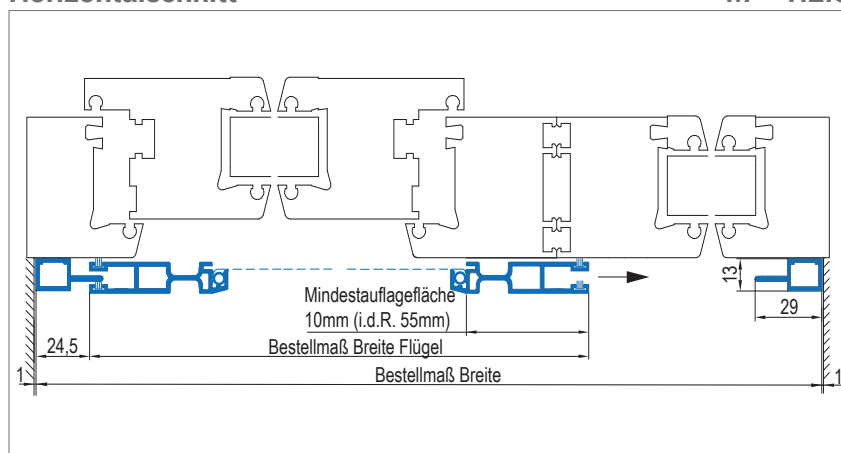 Mindestauflagefläche
10mm (i.d.R. 55mm)
13
29
24,5
Bestellmaß Breite Flügel
1
Bestellmaß Breite
1